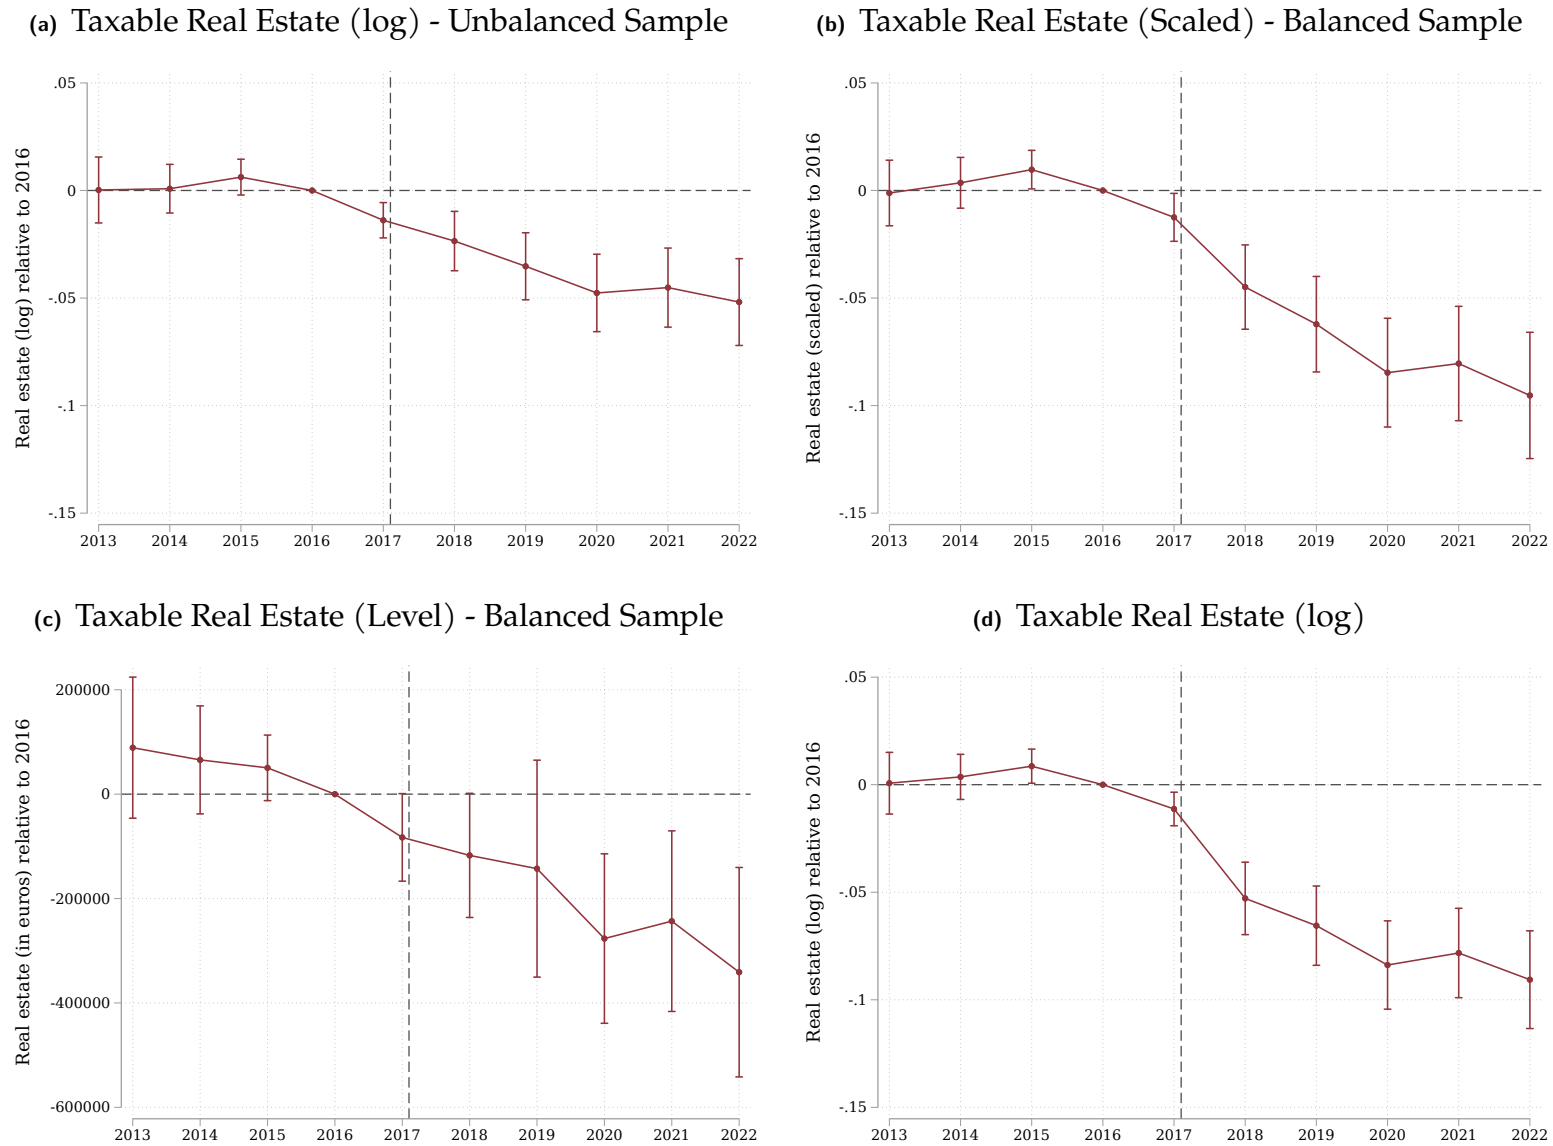 (a) Taxable Real Estate (log) - Unbalanced Sample
Real estate (log) relative to 2016
.05
0
-.05
-.1
-.15
2013 2014 2015 2016 2017 2018 2019 2020 2021 2022
(b) Taxable Real Estate (Scaled) - Balanced Sample
Real estate (scaled) relative to 2016
.05
0
-.05
-.1
-.15
2013 2014 2015 2016 2017 2018 2019 2020 2021 2022
(c) Taxable Real Estate (Level) - Balanced Sample
Real estate (in euros) relative to 2016
200000
0
-200000
-400000
-600000
2013 2014 2015 2016 2017 2018 2019 2020 2021 2022
(d) Taxable Real Estate (log)
Real estate (log) relative to 2016
.05
0
-.05
-.1
-.15
2013 2014 2015 2016 2017 2018 2019 2020 2021 2022